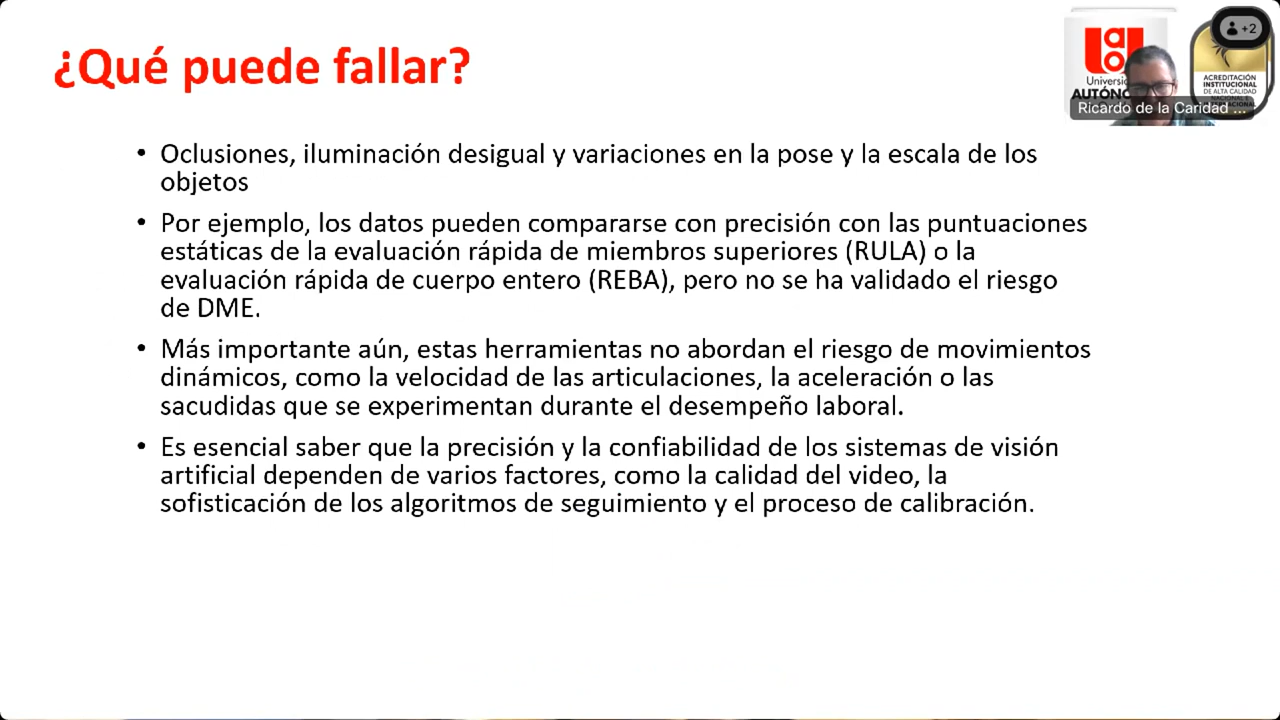 ¿Qué puede fallar?
+2
Universi
AUTÓNO
ACREDITACIÓN
INSTITUCIONAL
DE ALTA CALIDAD
Ricardo de la Caridad ...
• Oclusiones, iluminación desigual y variaciones en la pose y la escala de los
objetos
• Por ejemplo, los datos pueden compararse con precisión con las puntuaciones
estáticas de la evaluación rápida de miembros superiores (RULA) o la
evaluación rápida de cuerpo entero (REBA), pero no se ha validado el riesgo
de DME.
• Más importante aún, estas herramientas no abordan el riesgo de movimientos
dinámicos, como la velocidad de las articulaciones, la aceleración o las
sacudidas que se experimentan durante el desempeño laboral.
• Es esencial saber que la precisión y la confiabilidad de los sistemas de visión
artificial dependen de varios factores, como la calidad del video, la
sofisticación de los algoritmos de seguimiento y el proceso de calibración.